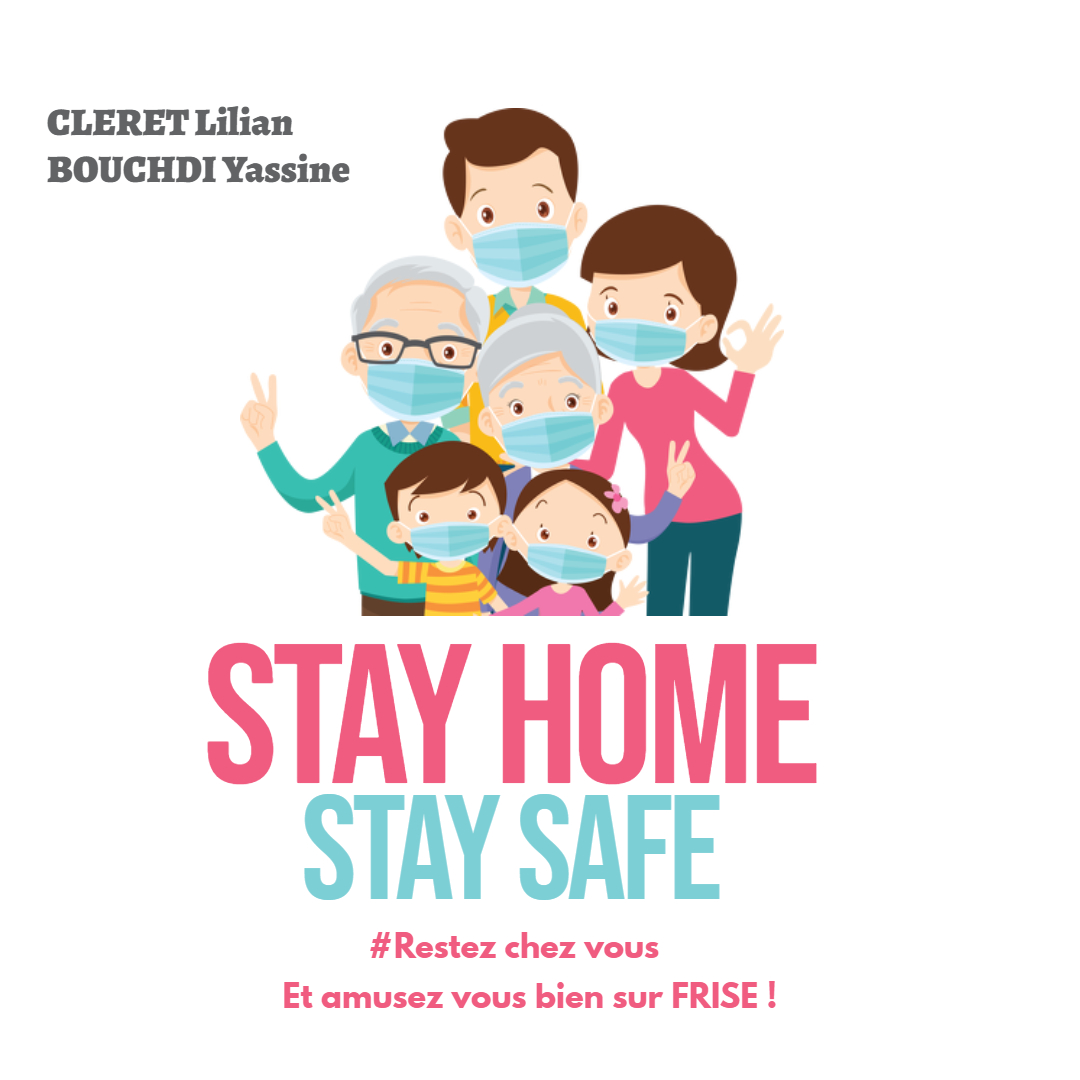 CLERET Lilian
BOUCHDI Yassine
STAY HOME
STAY SAFE
#Restez chez vous
Et amusez vous bien sur FRISE !